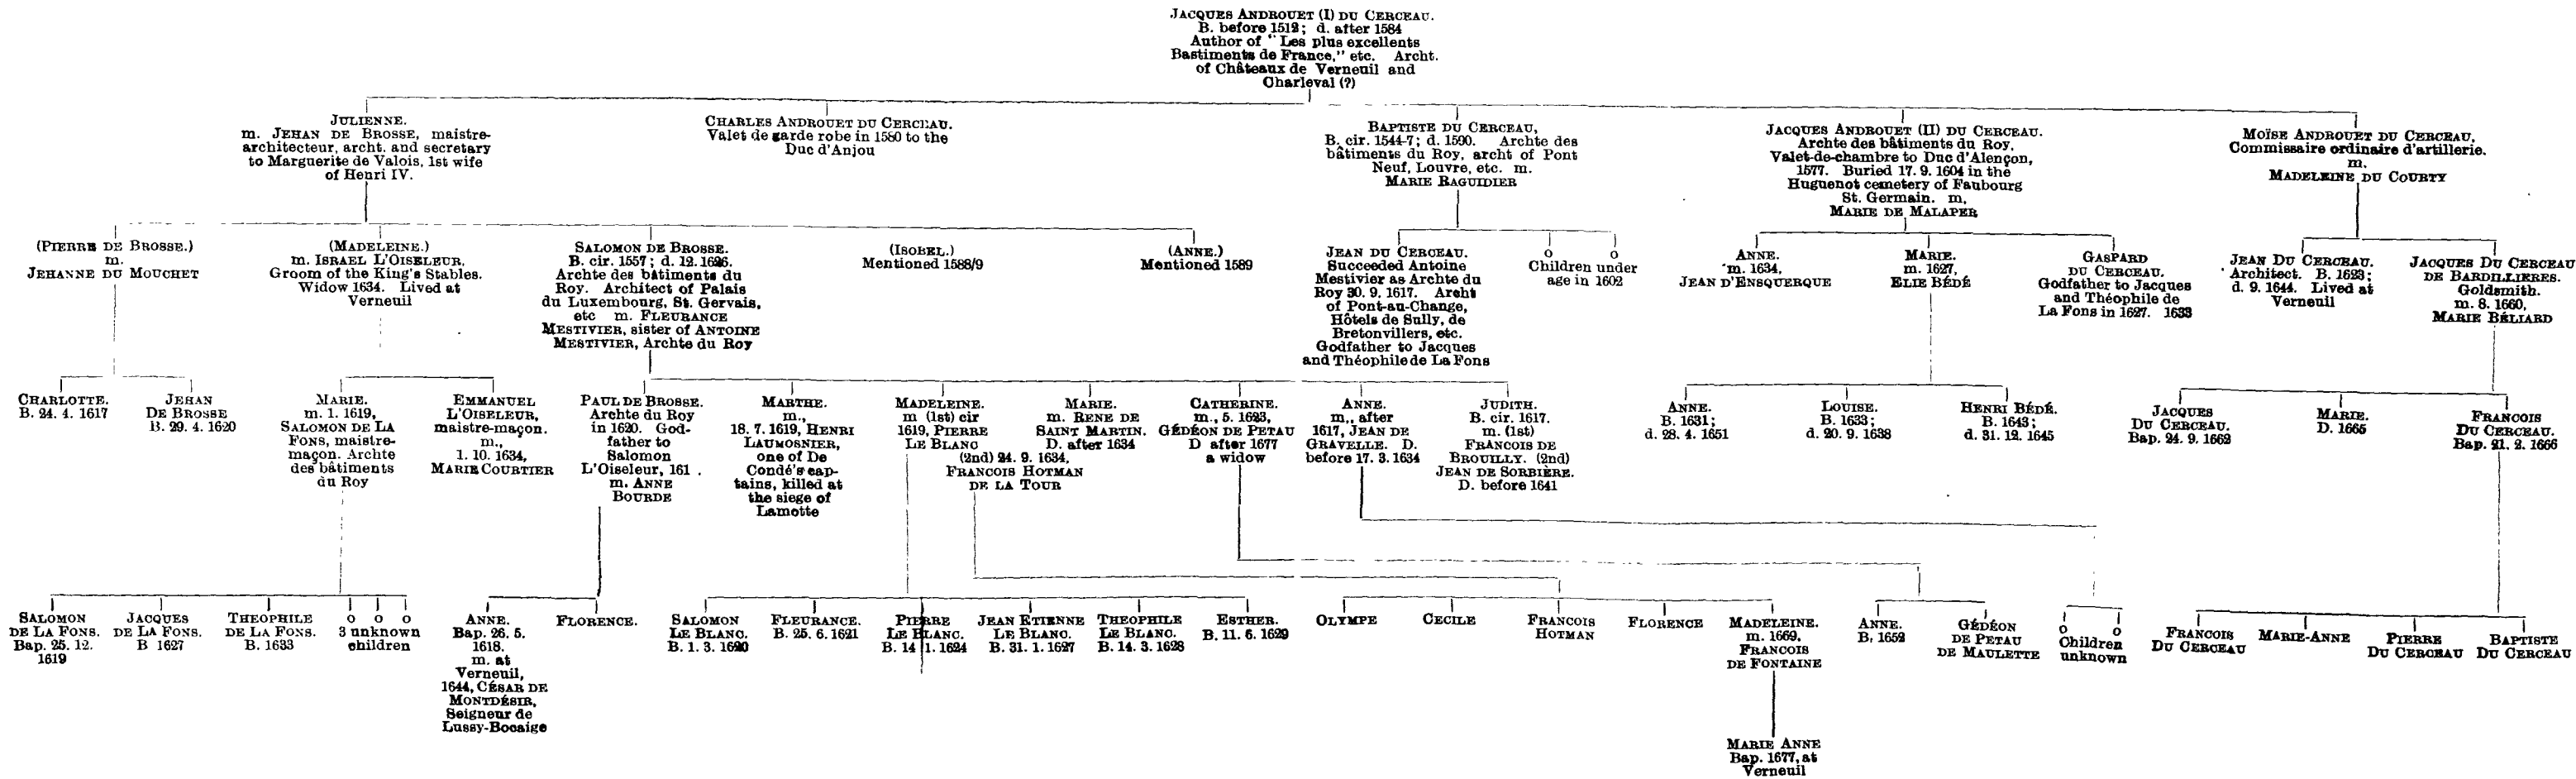 JACQUES ANDROUET (I) DU CERCEAU.
B. before 1512; d. after 1584
Author of "Les plus excellents
Bastiments de France," etc. Archt.
of Châteaux de Verneuil and
Charleval (?)
JULIENNE.
m. JEHAN DE BROSSE, maistre-
architecteur, archt. and secretary
to Marguerite de Valois, 1st wife
of Henri IV.
CHARLES ANDROUET DU CERCEAU.
Valet de garde robe in 1580 to the
Duc d'Anjou
BAPTISTE DU CERCEAU,
B. cir. 1544-7; d. 1590. Archte des
bâtiments du Roy, archt of Pont
Neuf, Louvre, etc. m.
MARIE RAGUIDIER
JACQUES ANDROUET (II) DU CERCEAU.
Archte des bâtiments du Roy,
Valet-de-chambre to Duc d'Alençon,
1577. Buried 17. 9. 1604 in the
Huguenot cemetery of Faubourg
St. Germain. m.
MARIE DE MALAPER
MOÏSE ANDROUET DU CERCEAU,
Commissaire ordinaire d'artillerie.
m.
MADELEINE DU COURTY
(PIERRE DE BROSSE.)
m.
JEHANNE DU MOUCHET
(MADELEINE.)
m. ISRAEL L'OISELEUR,
Groom of the King's Stables.
Widow 1634. Lived at
Verneuil
SALOMON DE BROSSE.
B. cir. 1557; d. 12. 1626.
Archte des bâtiments du
Roy. Architect of Palais
du Luxembourg, St. Gervais,
etc m. FLEURANCE
MESTIVIER, sister of ANTOINE
MESTIVIER, Archte du Roy
(ISOBEL.)
Mentioned 1588/9
(ANNE.)
Mentioned 1589
JEAN DU CERCEAU.
Succeeded Antoine
Mestivier as Archte du
Roy 30. 9. 1617. Archt
of Pont-au-Change,
Hôtels de Sully, de
Bretonvillers, etc.
Godfather to Jacques
and Théophile de La Fons
o o
Children under
age in 1602
ANNE.
m. 1634,
JEAN D'ENSQUERQUE
MARIE.
m. 1627,
ELIE BÉDÉ
GASPARD
DU CERCEAU.
Godfather to Jacques
and Théophile de
La Fons in 1627. 1633
JEAN DU CERCEAU.
Architect. B. 1623;
d. 9. 1644. Lived at
Verneuil
JACQUES DU CERCEAU
DE BARDILLIERES.
Goldsmith.
m. 8. 1660,
MARIE BÉLIARD
CHARLOTTE.
B. 24. 4. 1617
JEHAN
DE BROSSE
B. 29. 4. 1620
MARIE.
m. 1. 1619,
SALOMON DE LA
FONS, maistre-
maçon. Archte
des bâtiments
du Roy
EMMANUEL
L'OISELEUR,
maistre-maçon.
m.,
1. 10. 1634,
MARIE COURTIER
PAUL DE BROSSE.
Archte du Roy
in 1620. God-
father to
Salomon
L'Oiseleur, 161 .
m. ANNE
BOURDE
MARTHE.
m.,
18. 7. 1619, HENRI
LAUMOSNIER,
one of De
Condé's cap-
tains, killed at
the siege of
Lamotte
MADELEINE.
m (1st) cir
1619, PIERRE
LE BLANC
(2nd) 24. 9. 1634,
FRANCOIS HOTMAN
DE LA TOUR
MARIE.
m. RENE DE
SAINT MARTIN.
D. after 1634
CATHERINE.
m., 5. 1623,
GÉDÉON DE PETAU
D after 1677
a widow
ANNE.
m., after
1617, JEAN DE
GRAVELLE. D.
before 17. 3. 1634
JUDITH.
B. cir. 1617.
m. (1st)
FRANÇOIS DE
BROUILLY. (2nd)
JEAN DE SORBIÈRE.
D. before 1641
ANNE.
B. 1631;
d. 28. 4. 1651
LOUISE.
B. 1633;
d. 20. 9. 1638
HENRI BÉDÉ.
B. 1643;
d. 31. 12. 1645
JACQUES
DU CERCEAU.
Bap. 24. 9. 1662
MARIE.
D. 1665
FRANCOIS
DU CERCEAU.
Bap. 21. 2. 1666
SALOMON
DE LA FONS.
Bap. 25. 12.
1619
JACQUES
DE LA FONS.
B 1627
THEOPHILE
DE LA FONS.
B. 1633
o o o
3 unknown
children
ANNE.
Bap. 26. 5.
1618.
m. at
Verneuil,
1644, CÉSAR DE
MONTDÉSIR,
Seigneur de
Lussy-Bocaige
FLORENCE.
SALOMON
LE BLANC.
B. 1. 3. 1620
FLEURANCE.
B. 25. 6. 1621
PIERRE
LE BLANC.
B. 14 1. 1624
JEAN ETIENNE
LE BLANC.
B. 31. 1. 1627
THEOPHILE
LE BLANC.
B. 14. 3. 1628
ESTHER.
B. 11. 5. 1629
OLYMPE
CECILE
FRANCOIS
HOTMAN
FLORENCE
MADELEINE.
m. 1669,
FRANCOIS
DE FONTAINE
ANNE.
B. 1652
GÉDÉON
DE PETAU
DE MAULETTE
o o
Children
unknown
FRANCOIS
DU CERCEAU
MARIE-ANNE
PIERRE
DU CERCEAU
BAPTISTE
DU CERCEAU
MARIE ANNE
Bap. 1677, at
Verneuil